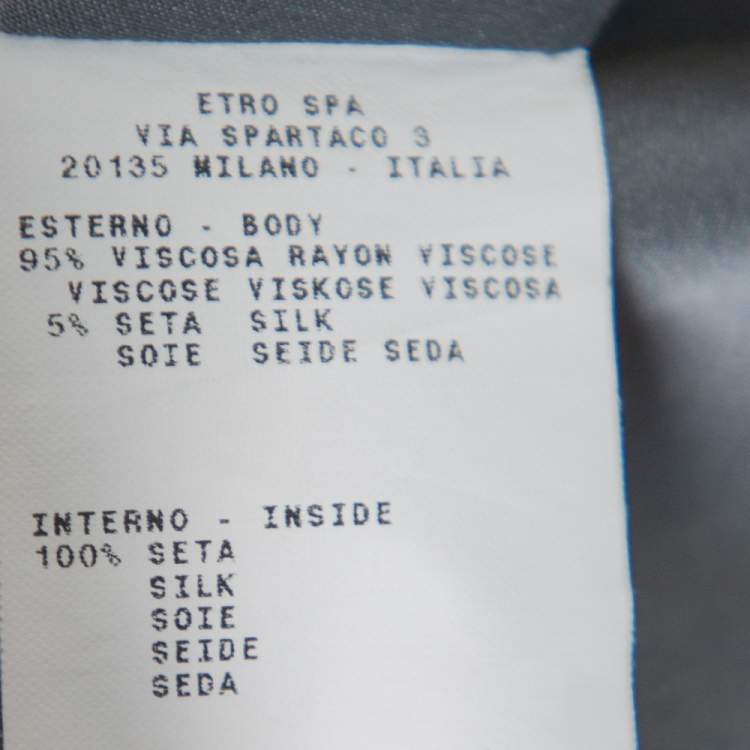 ETRO SPA
VIA SPARTACO 3
20135 MILANO - ITALIA
ESTERNO - BODY
95% VISCOSA RAYON VISCOSE
VISCOSE VISKOSE VISCOSA
5% SETA SILK
SOIE SEIDE SEDA
INTERNO - INSIDE
100% SETA
SILK
SOIE
SEIDE
SEDA